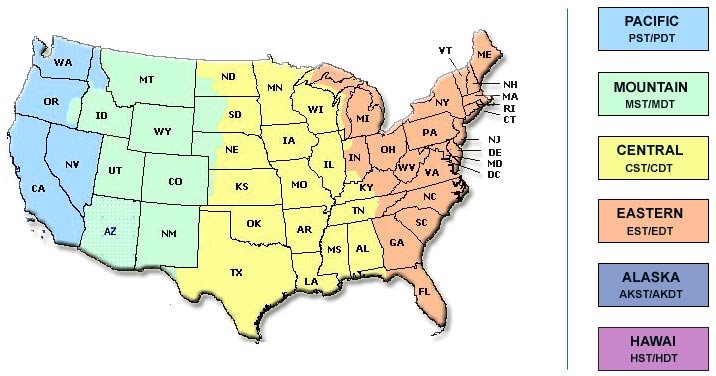 WA
OR
CA
NV
ID
MT
WY
UT
CO
AZ
NM
ND
SD
NE
KS
OK
TX
MN
IA
MO
AR
LA
WI
IL
MS
AL
TN
KY
IN
MI
OH
WV
VA
NC
SC
GA
FL
PA
NY
VT
ME
NH
MA
RI
CT
NJ
DE
MD
DC
PACIFIC
PST/PDT
MOUNTAIN
MST/MDT
CENTRAL
CST/CDT
EASTERN
EST/EDT
ALASKA
AKST/AKDT
HAWAI
HST/HDT